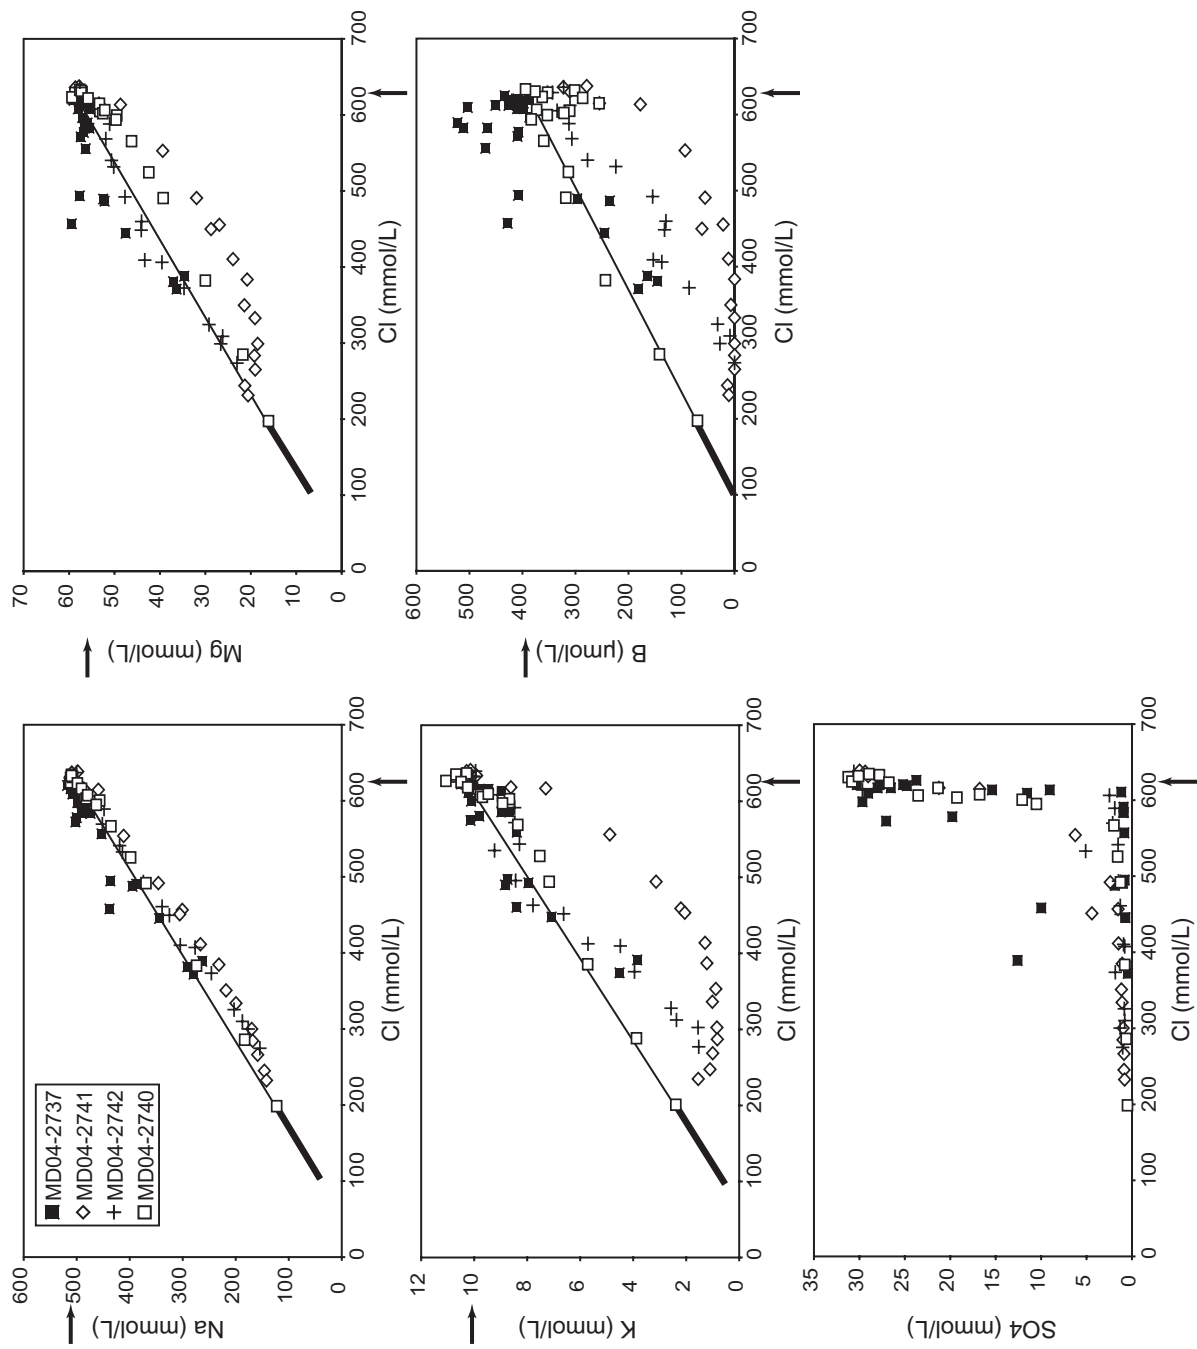 MD04-2737
MD04-2741
MD04-2742
MD04-2740
600 500 400 300 200 100 0
Na (mmol/L)
0 100 200 300 400 500 600 700
Cl (mmol/L)
70 60 50 40 30 20 10 0
Mg (mmol/L)
0 100 200 300 400 500 600 700
Cl (mmol/L)
12 10 8 6 4 2 0
K (mmol/L)
0 100 200 300 400 500 600 700
Cl (mmol/L)
600 500 400 300 200 100 0
B (µmol/L)
0 100 200 300 400 500 600 700
Cl (mmol/L)
35 30 25 20 15 10 5 0
SO4 (mmol/L)
0 100 200 300 400 500 600 700
Cl (mmol/L)